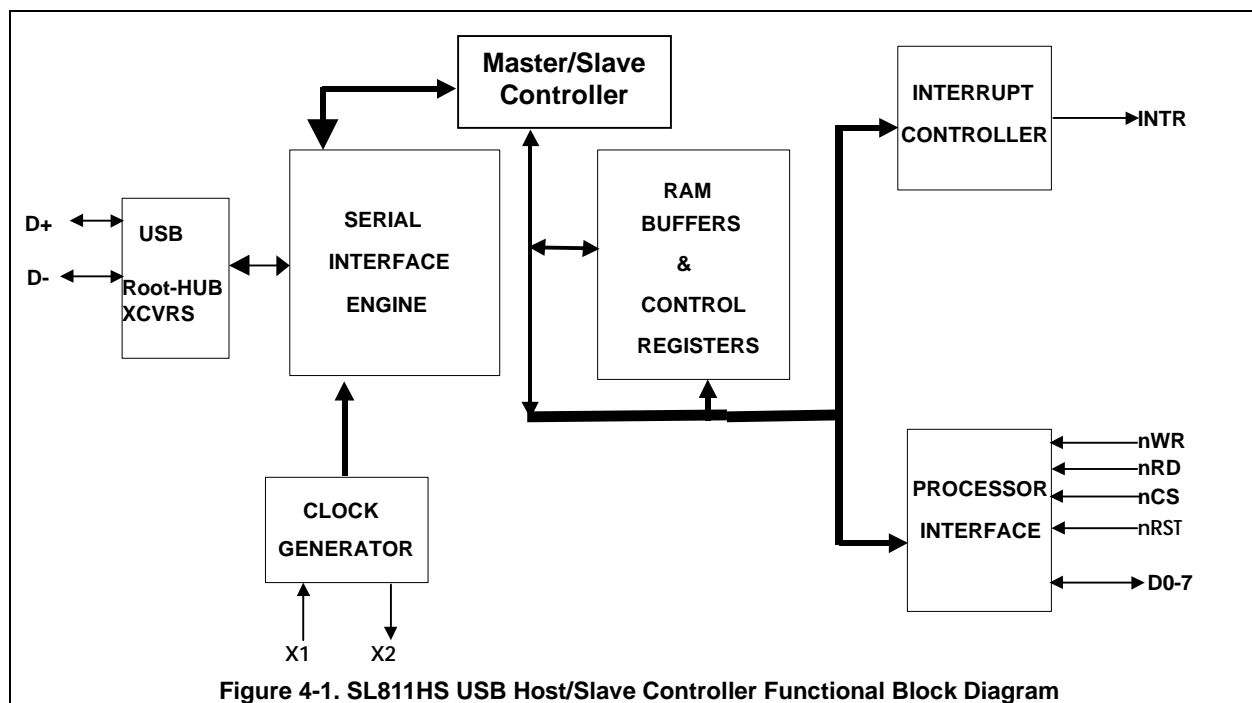 Master/Slave
Controller
INTERRUPT
CONTROLLER
INTR
RAM
BUFFERS
&
CONTROL
REGISTERS
SERIAL
INTERFACE
ENGINE
D+
D-
USB
Root-HUB
XCVRS
CLOCK
GENERATOR
X1
X2
PROCESSOR
INTERFACE
nWR
nRD
nCS
nRST
D0-7
Figure 4-1. SL811HS USB Host/Slave Controller Functional Block Diagram